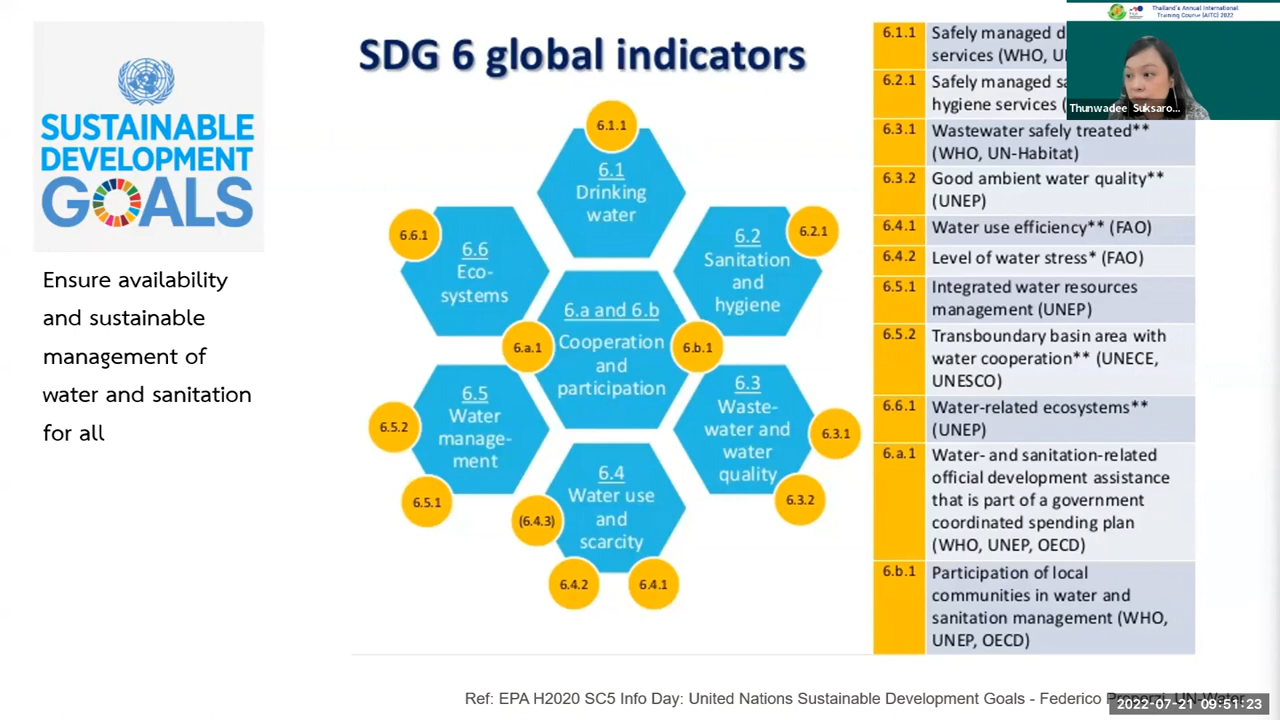 SUSTAINABLE
DEVELOPMENT
GOALS
Ensure availability
and sustainable
management of
water and sanitation
for all
SDG 6 global indicators
6.1.1
6.1
Drinking
water
6.6.1
6.6
Eco-
systems
6.2.1
6.2
Sanitation
and
hygiene
6.a and 6.b
Cooperation
and
participation
6.a.1
6.b.1
6.5
Water
manage-
ment
6.5.2
6.5.1
6.3
Waste-
water and
water
quality
6.3.1
6.3.2
6.4
Water use
and
scarcity
(6.4.3)
6.4.2
6.4.1
6.1.1 Safely managed
services (WHO,
6.2.1 Safely managed
hygiene services
6.3.1 Wastewater safely treated**
(WHO, UN-Habitat)
6.3.2 Good ambient water quality**
(UNEP)
6.4.1 Water use efficiency** (FAO)
6.4.2 Level of water stress* (FAO)
6.5.1 Integrated water resources
management (UNEP)
6.5.2 Transboundary basin area with
water cooperation** (UNECE,
UNESCO)
6.6.1 Water-related ecosystems**
(UNEP)
6.a.1 Water- and sanitation-related
official development assistance
that is part of a government
coordinated spending plan
(WHO, UNEP, OECD)
6.b.1 Participation of local
communities in water and
sanitation management (WHO,
UNEP, OECD)
Thailand's Annual International
Training Course (AITC) 2022
Thunwadee Suksaro...
Ref: EPA H2020 SC5 Info Day: United Nations Sustainable Development Goals - Federico
2022-07-21 09:51:23